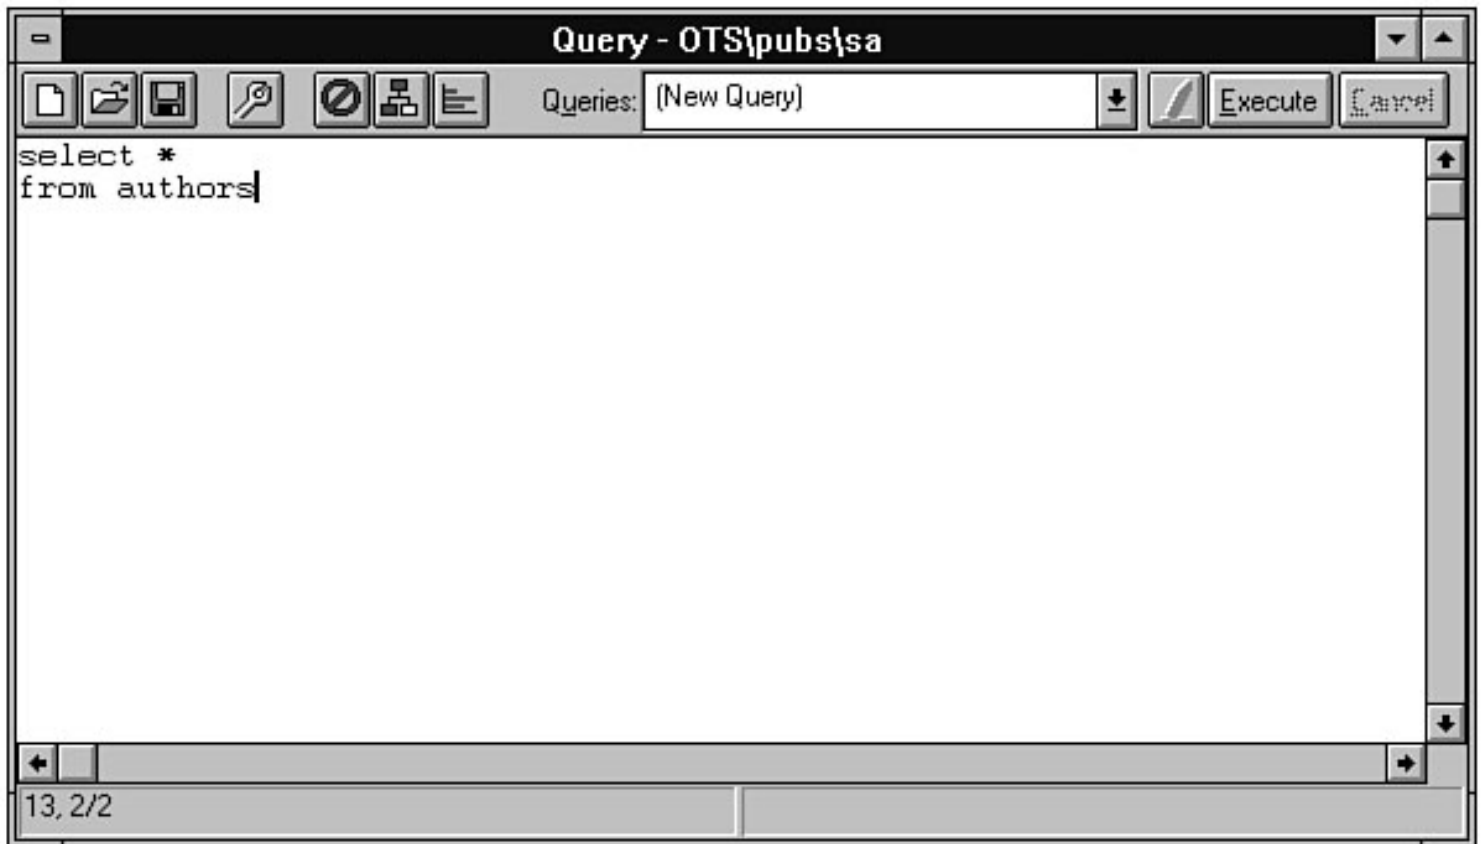 Query - OTS\pubs\sa
Queries: (New Query) Execute Cancel
select *
from authors
13, 2/2